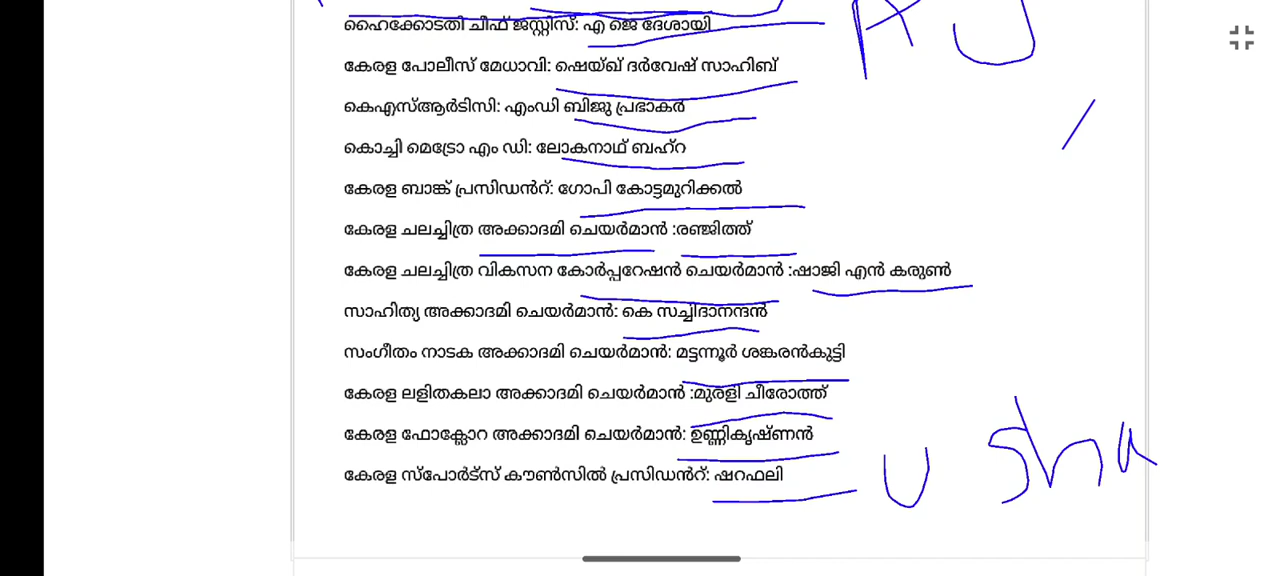 ഹൈക്കോടതി ചീഫ് ജസ്റ്റിസ്: എ ജെ ദേശായി
കേരള പോലീസ് മേധാവി: ഷെയ്ഖ് ദർവേഷ് സാഹിബ്
കെഎസ്ആർടിസി: എംഡി ബിജു പ്രഭാകർ
കൊച്ചി മെട്രോ എം ഡി: ലോകനാഥ് ബഹ്റ
കേരള ബാങ്ക് പ്രസിഡൻറ്: ഗോപി കോട്ടമുറിക്കൽ
കേരള ചലച്ചിത്ര അക്കാദമി ചെയർമാൻ :രഞ്ജിത്ത്
കേരള ചലച്ചിത്ര വികസന കോർപ്പറേഷൻ ചെയർമാൻ :ഷാജി എൻ കരുൺ
സാഹിത്യ അക്കാദമി ചെയർമാൻ: കെ സച്ചിദാനന്ദൻ
സംഗീതം നാടക അക്കാദമി ചെയർമാൻ: മട്ടന്നൂർ ശങ്കരൻകുട്ടി
കേരള ലളിതകലാ അക്കാദമി ചെയർമാൻ :മുരളി ചീരോത്ത്
കേരള ഫോക്ലോറ അക്കാദമി ചെയർമാൻ: ഉണ്ണികൃഷ്ണൻ
കേരള സ്പോർട്സ് കൗൺസിൽ പ്രസിഡൻറ്: ഷറഫലി
U Sha